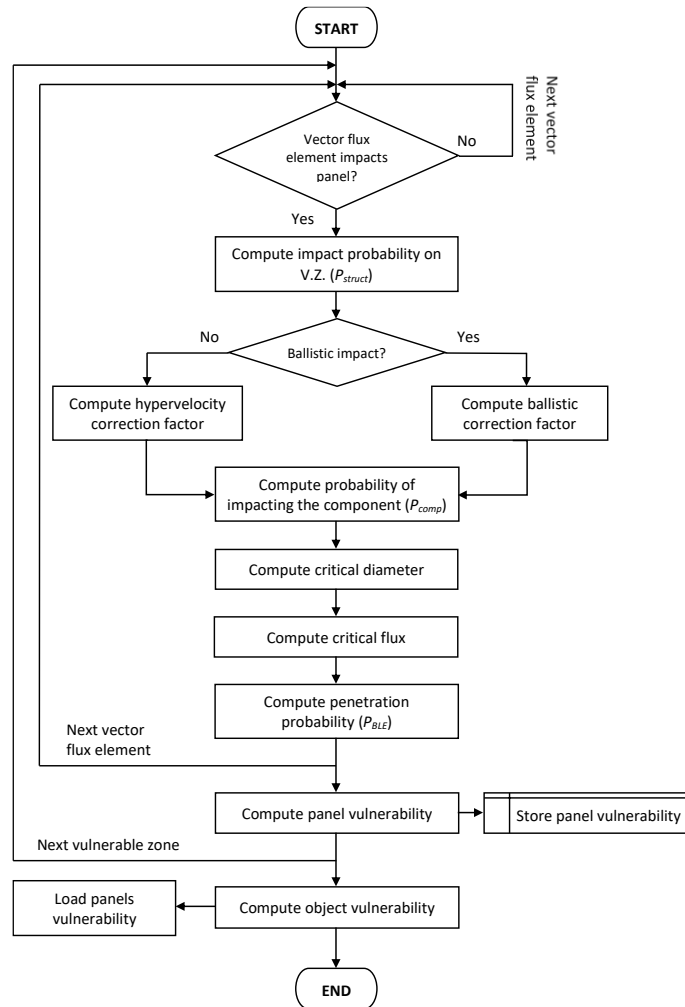 START
Vector flux
element impacts
panel?
No
Next vector
flux element
Yes
Compute impact probability on
V.Z. (Pstruct)
Ballistic impact?
No
Yes
Compute hypervelocity
correction factor
Compute ballistic
correction factor
Compute probability of
impacting the component (Pcomp)
Compute critical diameter
Compute critical flux
Compute penetration
probability (PBLE)
Next vector
flux element
Compute panel vulnerability
Store panel vulnerability
Next vulnerable zone
Load panels
vulnerability
Compute object vulnerability
END